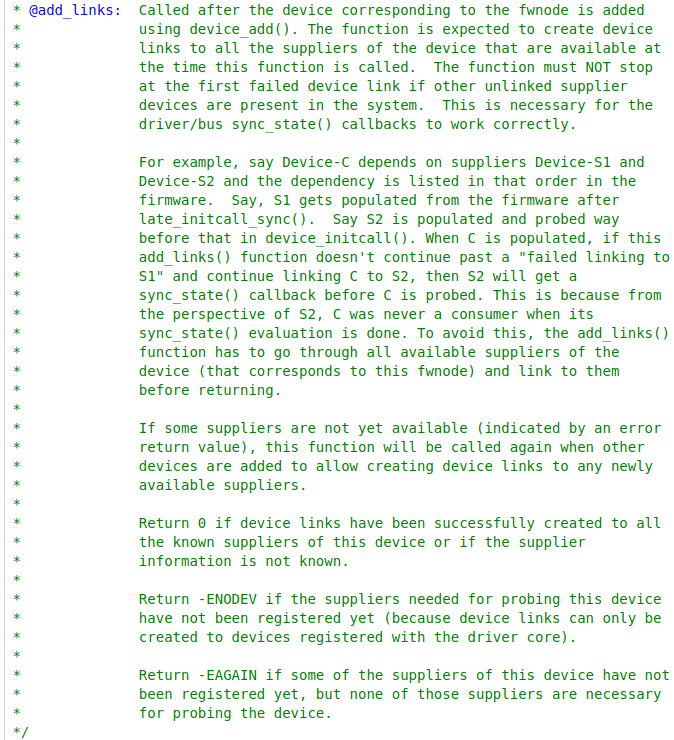 * @add_links:	Called after the device corresponding to the fwnode is added
*		using device_add(). The function is expected to create device
*		links to all the suppliers of the device that are available at
*		the time this function is called.  The function must NOT stop
*		at the first failed device link if other unlinked supplier
*		devices are present in the system.  This is necessary for the
*		driver/bus sync_state() callbacks to work correctly.
*
*		For example, say Device-C depends on suppliers Device-S1 and
*		Device-S2 and the dependency is listed in that order in the
*		firmware.  Say, S1 gets populated from the firmware after
*		late_initcall_sync().  Say S2 is populated and probed way
*		before that in device_initcall(). When C is populated, if this
*		add_links() function doesn't continue past a "failed linking to
*		S1" and continue linking C to S2, then S2 will get a
*		sync_state() callback before C is probed. This is because from
*		the perspective of S2, C was never a consumer when its
*		sync_state() evaluation is done. To avoid this, the add_links()
*		function has to go through all available suppliers of the
*		device (that corresponds to this fwnode) and link to them
*		before returning.
*
*		If some suppliers are not yet available (indicated by an error
*		return value), this function will be called again when other
*		devices are added to allow creating device links to any newly
*		available suppliers.
*
*		Return 0 if device links have been successfully created to all
*		the known suppliers of this device or if the supplier
*		information is not known.
*
*		Return -ENODEV if the suppliers needed for probing this device
*		have not been registered yet (because device links can only be
*		created to devices registered with the driver core).
*
*		Return -EAGAIN if some of the suppliers of this device have not
*		been registered yet, but none of those suppliers are necessary
*		for probing the device.
*/